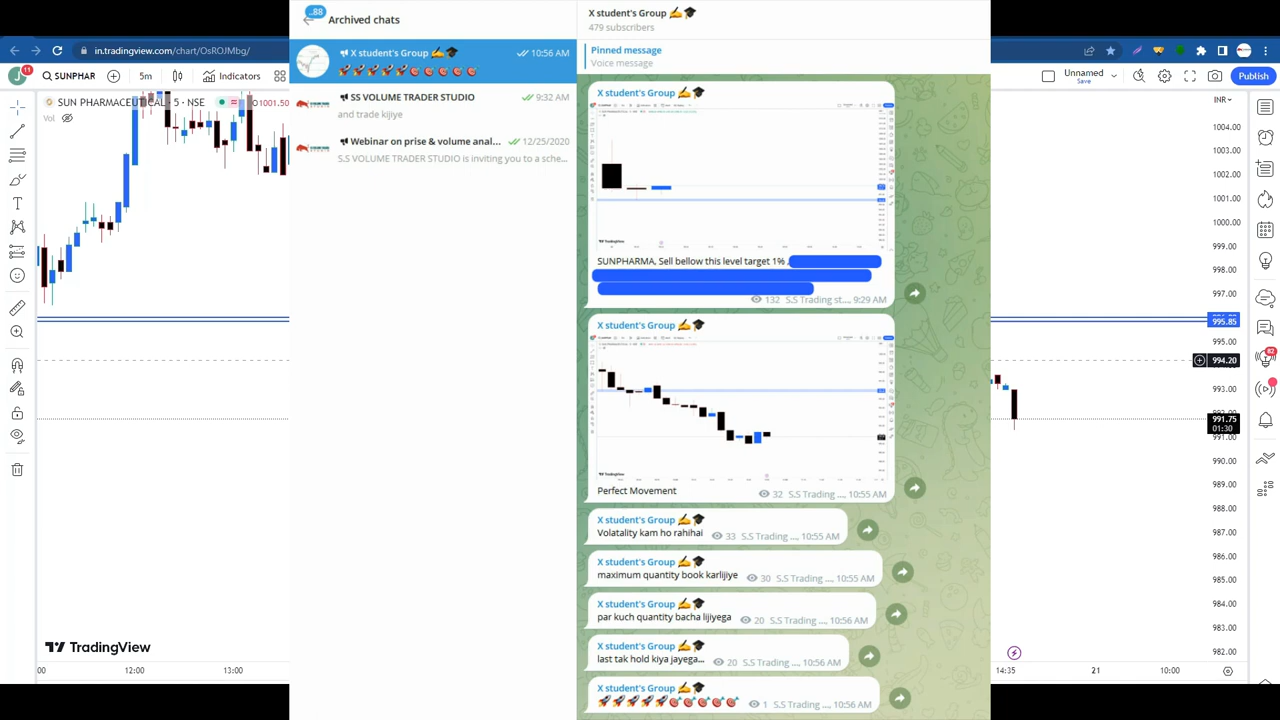 ..88
Archived chats
X student's Group ✍🎓
10:56 AM
🚀🚀🚀🚀🚀🎯🎯🎯🎯🎯
SS VOLUME TRADER STUDIO
9:32 AM
and trade kijiye
Webinar on prise & volume anal...
12/25/2020
S.S VOLUME TRADER STUDIO is inviting you to a sche...
X student's Group ✍🎓
479 subscribers
Pinned message
Voice message
X student's Group ✍🎓
TradingView
SUNPHARMA, Sell bellow this level target 1%
132 S.S Trading st..., 9:29 AM
X student's Group ✍🎓
TradingView
Perfect Movement
32 S.S Trading ..., 10:55 AM
X student's Group ✍🎓
Volatality kam ho rahihai
33 S.S Trading ..., 10:55 AM
X student's Group ✍🎓
maximum quantity book karlijiye
30 S.S Trading ..., 10:55 AM
X student's Group ✍🎓
par kuch quantity bacha lijiyega
20 S.S Trading ..., 10:56 AM
X student's Group ✍🎓
last tak hold kiya jayega...
20 S.S Trading ..., 10:56 AM
X student's Group ✍🎓
🚀🚀🚀🚀🚀🎯🎯🎯🎯🎯
1 S.S Trading ..., 10:56 AM
in.tradingview.com/chart/OsROJMbg/
J
11
SUNPHAR
5m
Indicators
SUN PHARMACEUTICAL · 5 · NSE
1001.50
Vol
TradingView
:00
12:00
13:00
Unnamed
Save
Publish
INR
1004.00
1003.00
1002.00
1001.00
1000.00
999.00
998.00
997.00
995.85
995.00
994.20
993.00
991.75
01:30
991.00
990.00
989.00
988.00
987.00
986.00
985.00
984.00
983.00
982.00
14:35
21
10:00
82